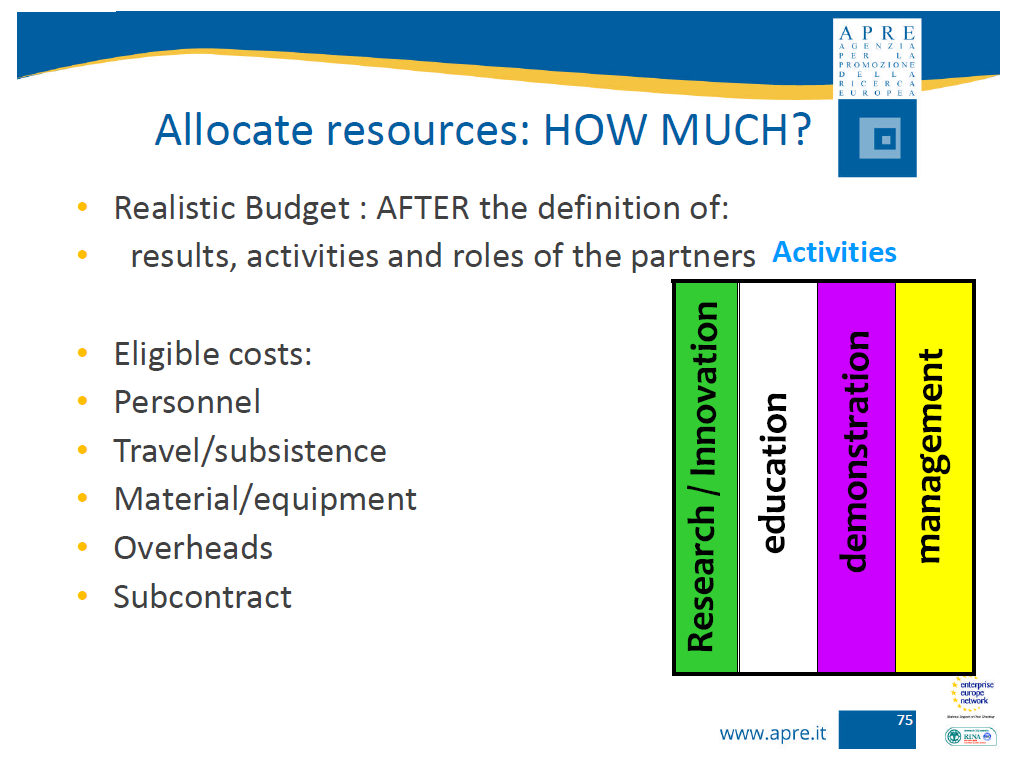 APRE
AGENZIA
PER LA
PROMOZIONE
DELLA
RICERCA
EUROPEA
Allocate resources: HOW MUCH?
• Realistic Budget : AFTER the definition of:
• results, activities and roles of the partners
Activities
• Eligible costs:
• Personnel
• Travel/subsistence
• Material/equipment
• Overheads
• Subcontract
Research / Innovation
education
demonstration
management
enterprise
europe
network
www.apre.it
75
RINA